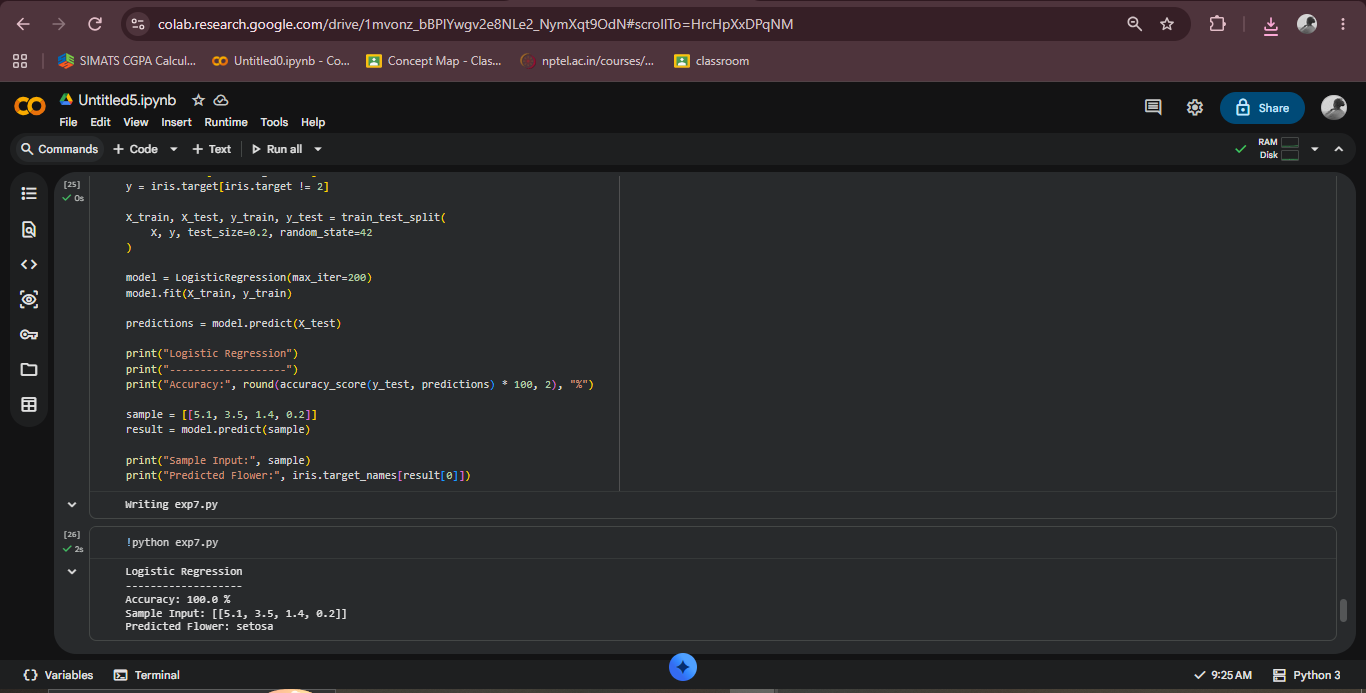 colab.research.google.com/drive/1mvonz_bBPlYwgv2e8NLe2_NymXqt9OdN#scrollTo=HrcHpXxDPqNM
SIMATS CGPA Calcul...
Untitled0.ipynb - Co...
Concept Map - Clas...
nptel.ac.in/courses/...
classroom
Untitled5.ipynb
File Edit View Insert Runtime Tools Help
Share
Commands + Code + Text Run all
RAM
Disk
[25]
0s
y = iris.target[iris.target != 2]
X_train, X_test, y_train, y_test = train_test_split(
X, y, test_size=0.2, random_state=42
)
model = LogisticRegression(max_iter=200)
model.fit(X_train, y_train)
predictions = model.predict(X_test)
print("Logistic Regression")
print("-------------------")
print("Accuracy:", round(accuracy_score(y_test, predictions) * 100, 2), "%")
sample = [[5.1, 3.5, 1.4, 0.2]]
result = model.predict(sample)
print("Sample Input:", sample)
print("Predicted Flower:", iris.target_names[result[0]])
Writing exp7.py
[26]
2s
!python exp7.py
Logistic Regression
-------------------
Accuracy: 100.0 %
Sample Input: [[5.1, 3.5, 1.4, 0.2]]
Predicted Flower: setosa
Variables Terminal
9:25 AM Python 3